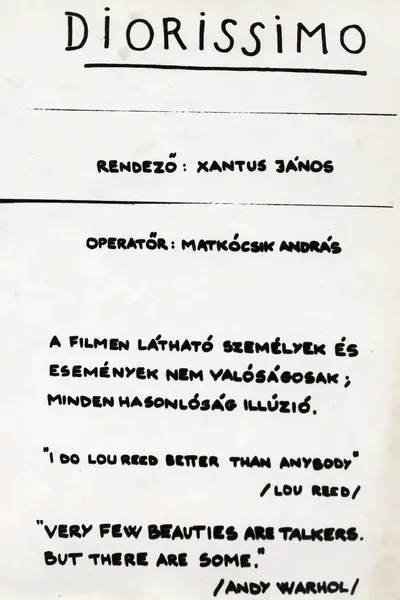 DIORISSIMO
RENDEZŐ: XANTUS JÁNOS
OPERATŐR: MATKÓCSIK ANDRÁS
A FILMEN LÁTHATÓ SZEMÉLYEK ÉS
ESEMÉNYEK NEM VALÓSÁGOSAK;
MINDEN HASONLÓSÁG ILLÚZIÓ.
"I DO LOU REED BETTER THAN ANYBODY"
/LOU REED/
"VERY FEW BEAUTIES ARE TALKERS.
BUT THERE ARE SOME."
/ANDY WARHOL/